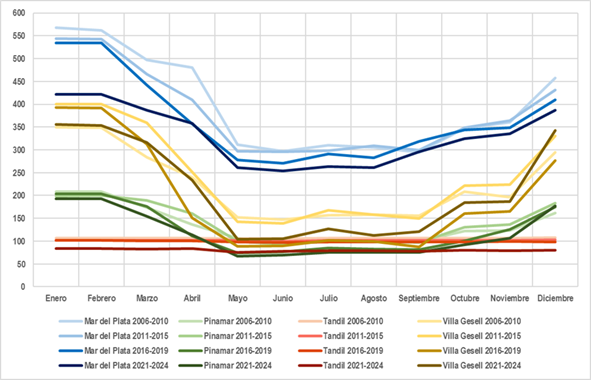 600
550
500
450
400
350
300
250
200
150
100
50
0
Enero Febrero Marzo Abril Mayo Junio Julio Agosto Septiembre Octubre Noviembre Diciembre
Mar del Plata 2006-2010 Pinamar 2006-2010 Tandil 2006-2010 Villa Gesell 2006-2010
Mar del Plata 2011-2015 Pinamar 2011-2015 Tandil 2011-2015 Villa Gesell 2011-2015
Mar del Plata 2016-2019 Pinamar 2016-2019 Tandil 2016-2019 Villa Gesell 2016-2019
Mar del Plata 2021-2024 Pinamar 2021-2024 Tandil 2021-2024 Villa Gesell 2021-2024